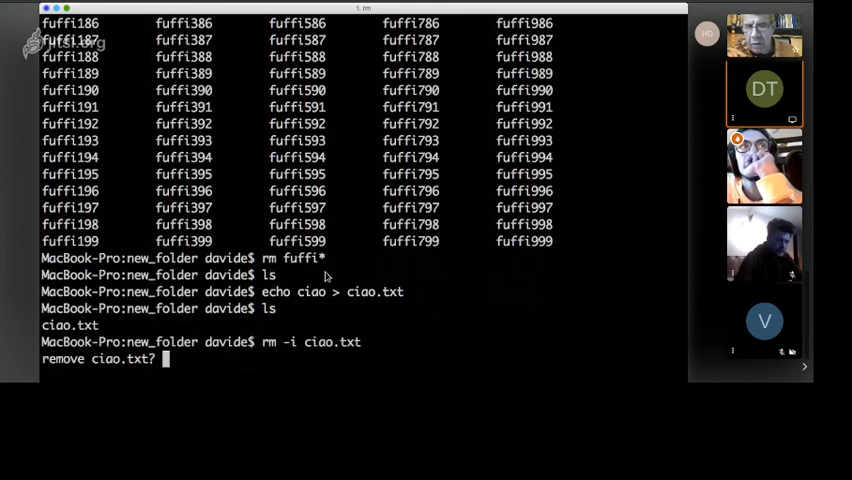 1. rm
fuffi186 fuffi386 fuffi586 fuffi786 fuffi986
fuffi187 fuffi387 fuffi587 fuffi787 fuffi987
fuffi188 fuffi388 fuffi588 fuffi788 fuffi988
fuffi189 fuffi389 fuffi589 fuffi789 fuffi989
fuffi190 fuffi390 fuffi590 fuffi790 fuffi990
fuffi191 fuffi391 fuffi591 fuffi791 fuffi991
fuffi192 fuffi392 fuffi592 fuffi792 fuffi992
fuffi193 fuffi393 fuffi593 fuffi793 fuffi993
fuffi194 fuffi394 fuffi594 fuffi794 fuffi994
fuffi195 fuffi395 fuffi595 fuffi795 fuffi995
fuffi196 fuffi396 fuffi596 fuffi796 fuffi996
fuffi197 fuffi397 fuffi597 fuffi797 fuffi997
fuffi198 fuffi398 fuffi598 fuffi798 fuffi998
fuffi199 fuffi399 fuffi599 fuffi799 fuffi999
MacBook-Pro:new_folder davide$ rm fuffi*
MacBook-Pro:new_folder davide$ ls
MacBook-Pro:new_folder davide$ echo ciao > ciao.txt
MacBook-Pro:new_folder davide$ ls
ciao.txt
MacBook-Pro:new_folder davide$ rm -i ciao.txt
remove ciao.txt?
jitsi.org
HD
DT
V